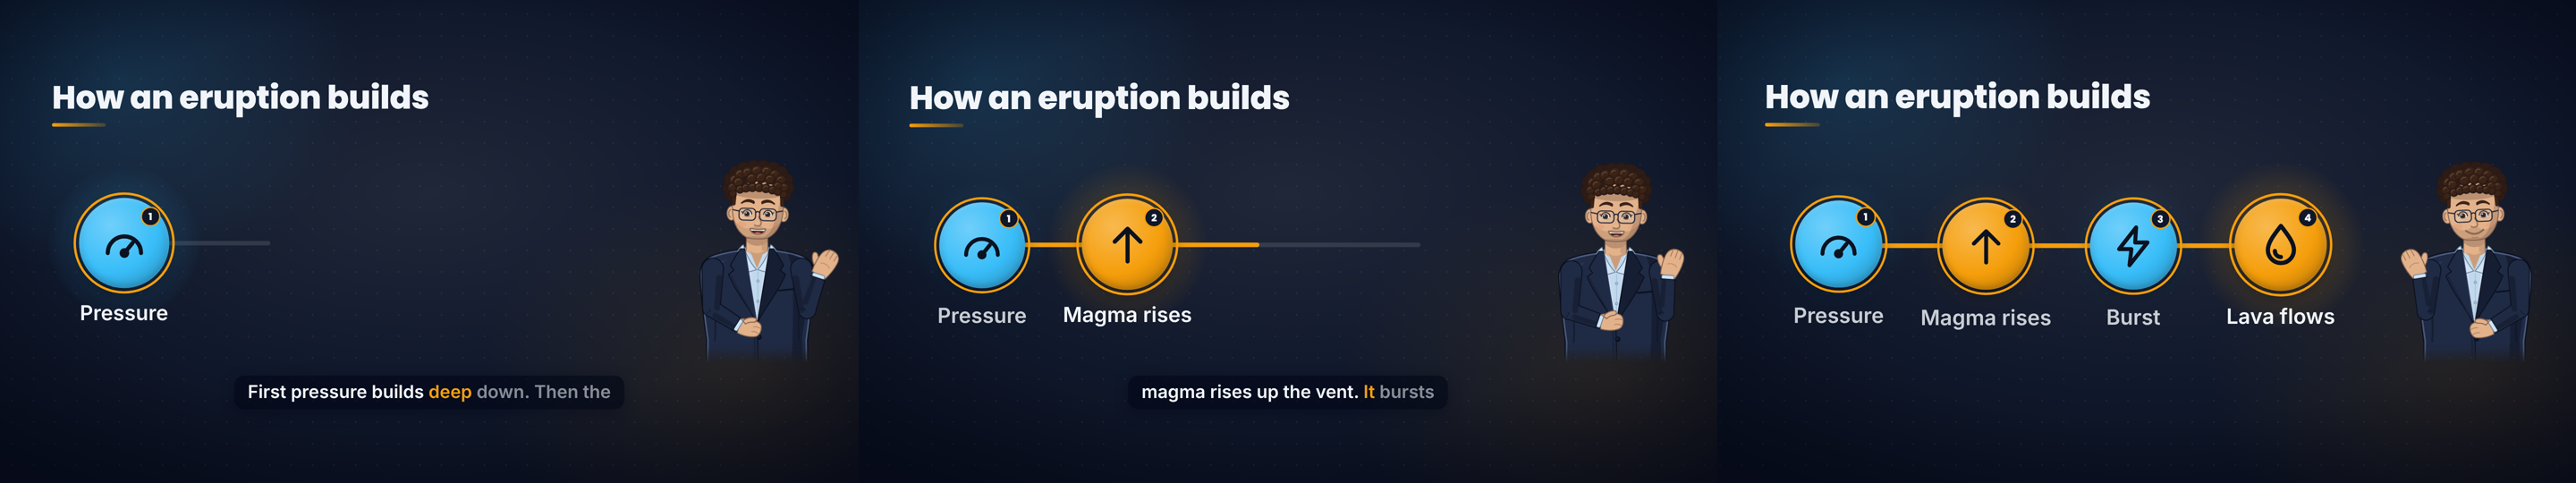 How an eruption builds
1
Pressure
First pressure builds deep down. Then the
How an eruption builds
1
2
Pressure
Magma rises
magma rises up the vent. It bursts
How an eruption builds
1
2
3
4
Pressure
Magma rises
Burst
Lava flows